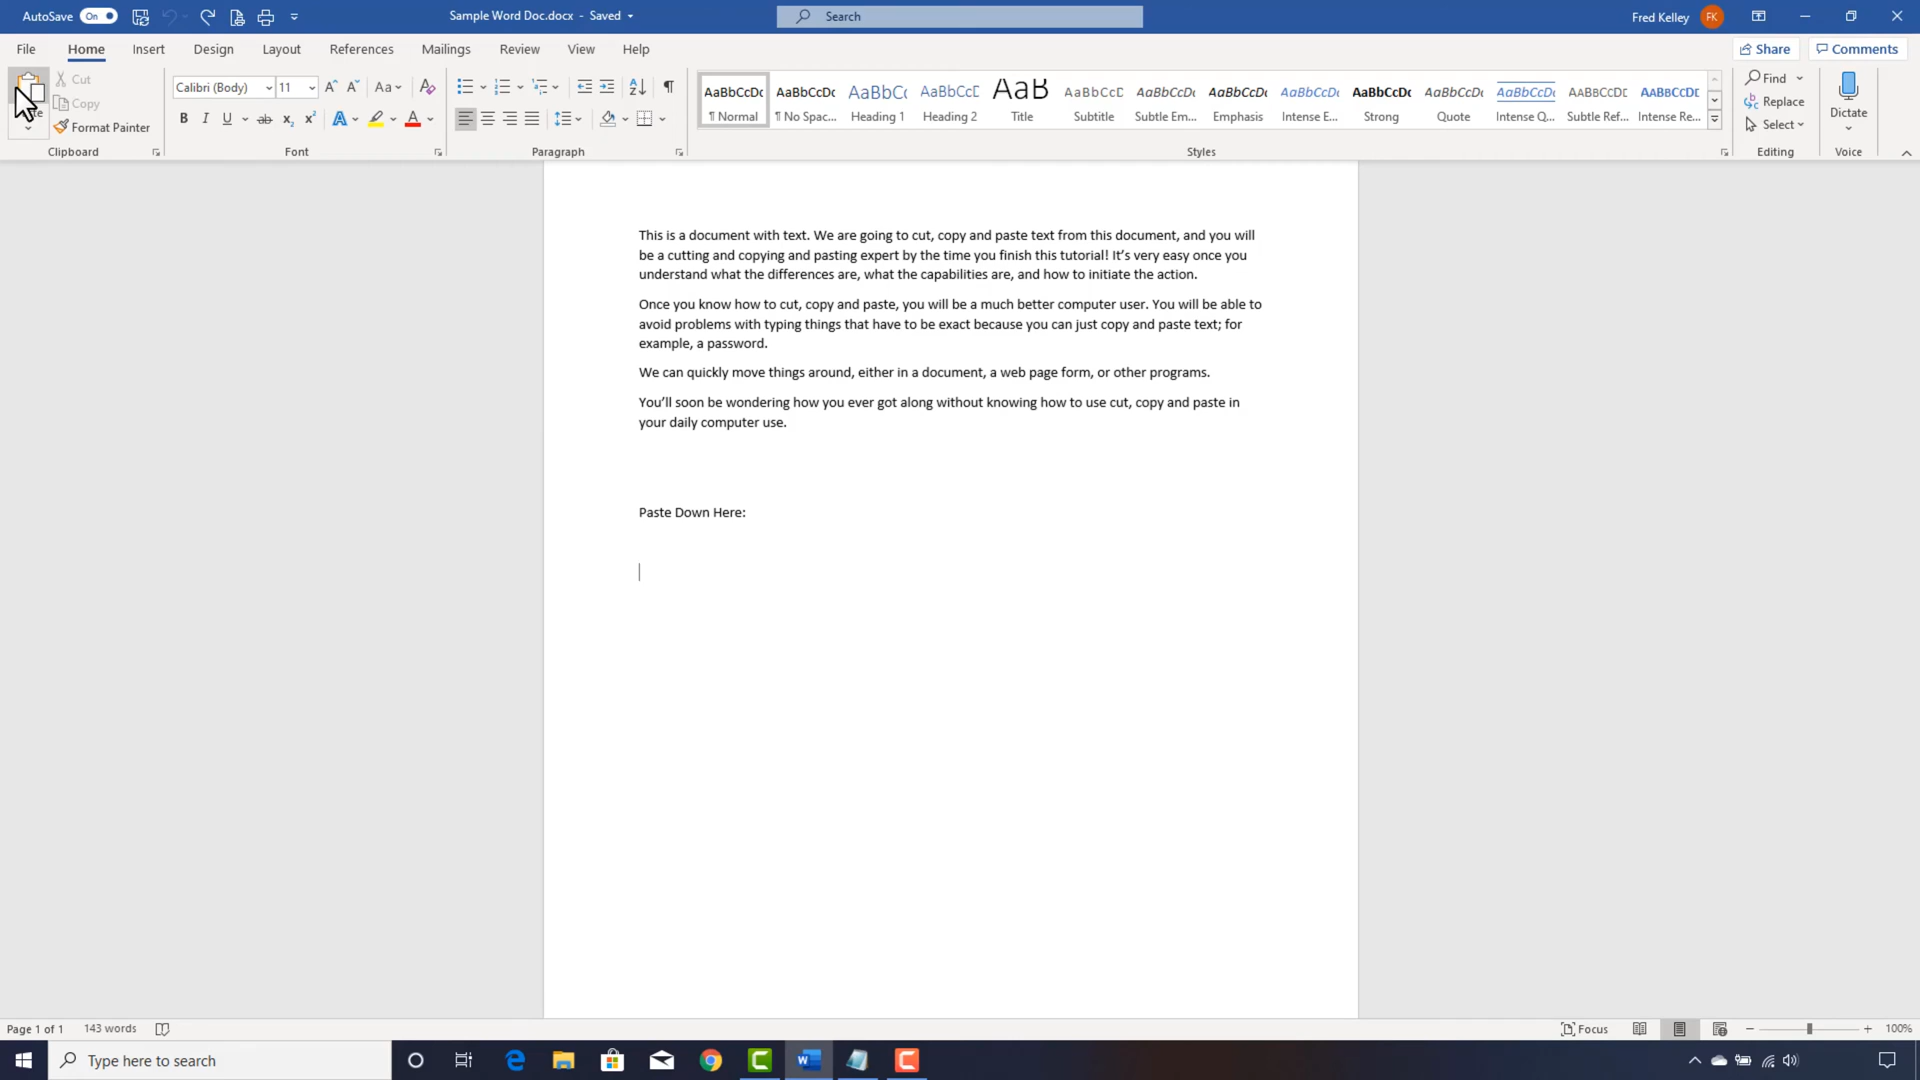 AutoSave On Sample Word Doc.docx - Saved Search Fred Kelley FK
File Home Insert Design Layout References Mailings Review View Help Share Comments
Cut
Copy
Format Painter
Clipboard
Calibri (Body) 11 Aa
B I U ab x₂ x² A A
Font
Paragraph
AaBbCcDc AaBbCcDc AaBbC( AaBbCcE AaB AaBbCcD AaBbCcDc AaBbCcDc AaBbCcDc AaBbCcDc AaBbCcDc AaBbCcDc AABBCCDE AABBCCDE
¶ Normal ¶ No Spac... Heading 1 Heading 2 Title Subtitle Subtle Em... Emphasis Intense E... Strong Quote Intense Q... Subtle Ref... Intense Re...
Styles
Find
Replace
Select
Editing
Dictate
Voice
This is a document with text. We are going to cut, copy and paste text from this document, and you will
be a cutting and copying and pasting expert by the time you finish this tutorial! It’s very easy once you
understand what the differences are, what the capabilities are, and how to initiate the action.
Once you know how to cut, copy and paste, you will be a much better computer user. You will be able to
avoid problems with typing things that have to be exact because you can just copy and paste text; for
example, a password.
We can quickly move things around, either in a document, a web page form, or other programs.
You’ll soon be wondering how you ever got along without knowing how to use cut, copy and paste in
your daily computer use.
Paste Down Here:
Page 1 of 1 143 words Focus 100%
Type here to search